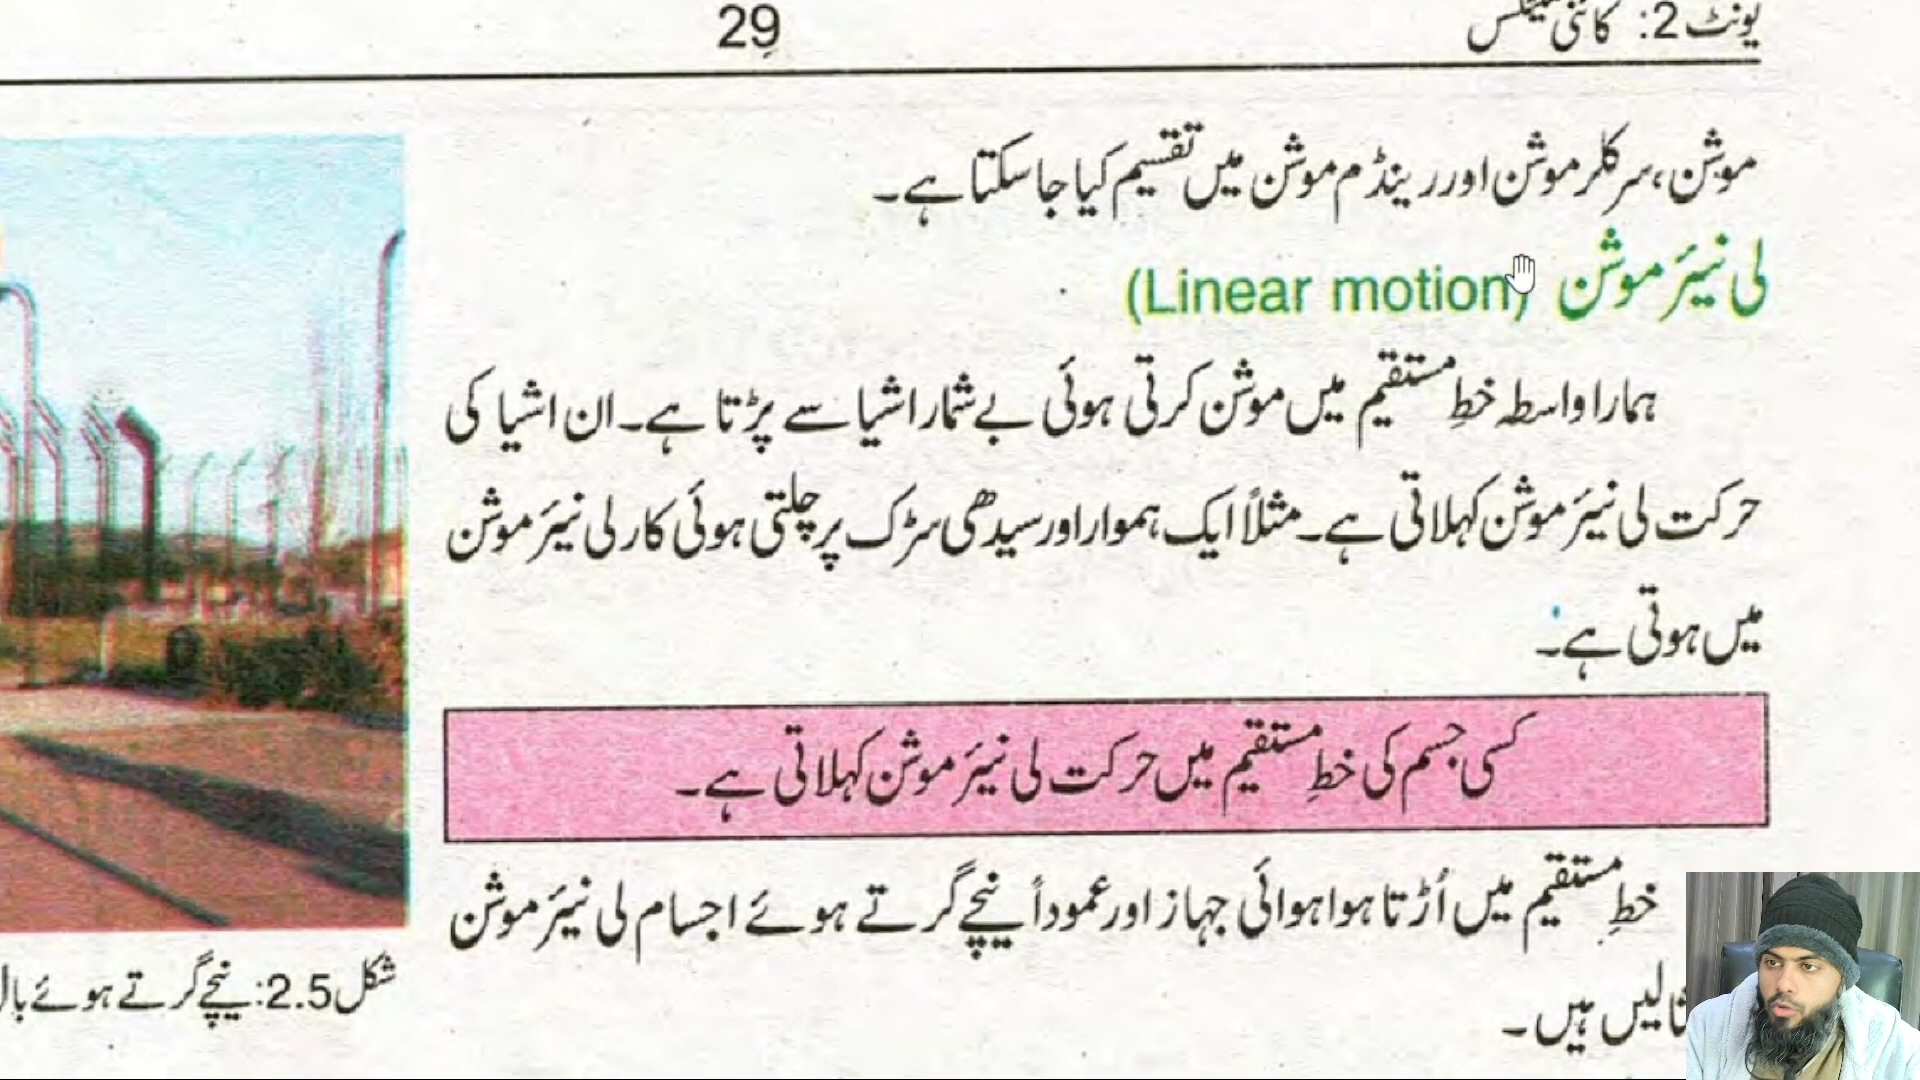 یونٹ 2: کائنی میٹکس
29
موشن، سرکلر موشن اور رینڈم موشن میں تقسیم کیا جا سکتا ہے۔
لی نیئر موشن (Linear motion)
ہمارا واسطہ خطِ مستقیم میں موشن کرتی ہوئی بے شمار اشیا سے پڑتا ہے۔ ان اشیا کی
حرکت لی نیئر موشن کہلاتی ہے۔ مثلاً ایک ہموار اور سیدھی سڑک پر چلتی ہوئی کار لی نیئر موشن
میں ہوتی ہے۔
کسی جسم کی خطِ مستقیم میں حرکت لی نیئر موشن کہلاتی ہے۔
خطِ مستقیم میں اُڑتا ہوا ہوائی جہاز اور عموداً نیچے گرتے ہوئے اجسام لی نیئر موشن
ہیں۔
شکل 2.5: نیچے گرتے ہوئے